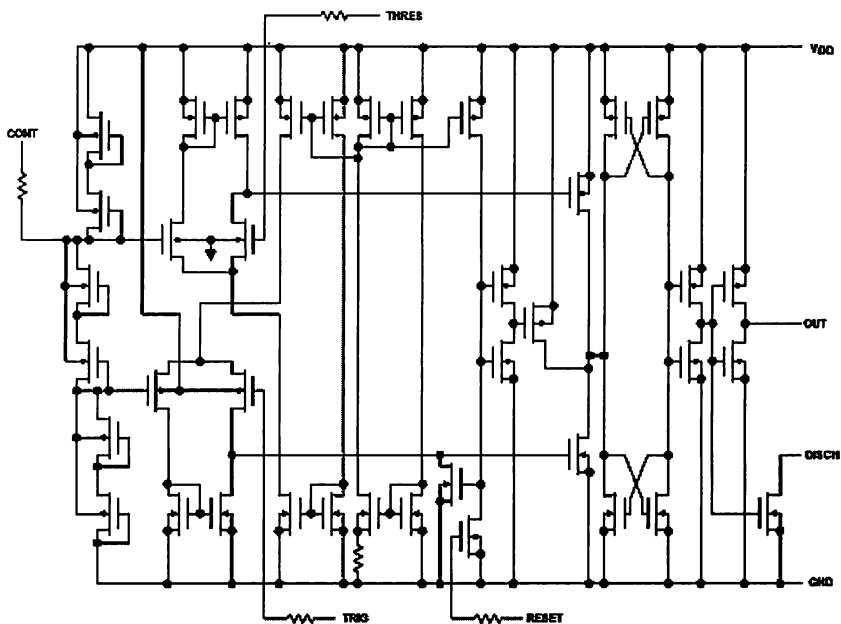 THRES
VDD
CONT
OUT
DISCH
GND
TRIG
RESET